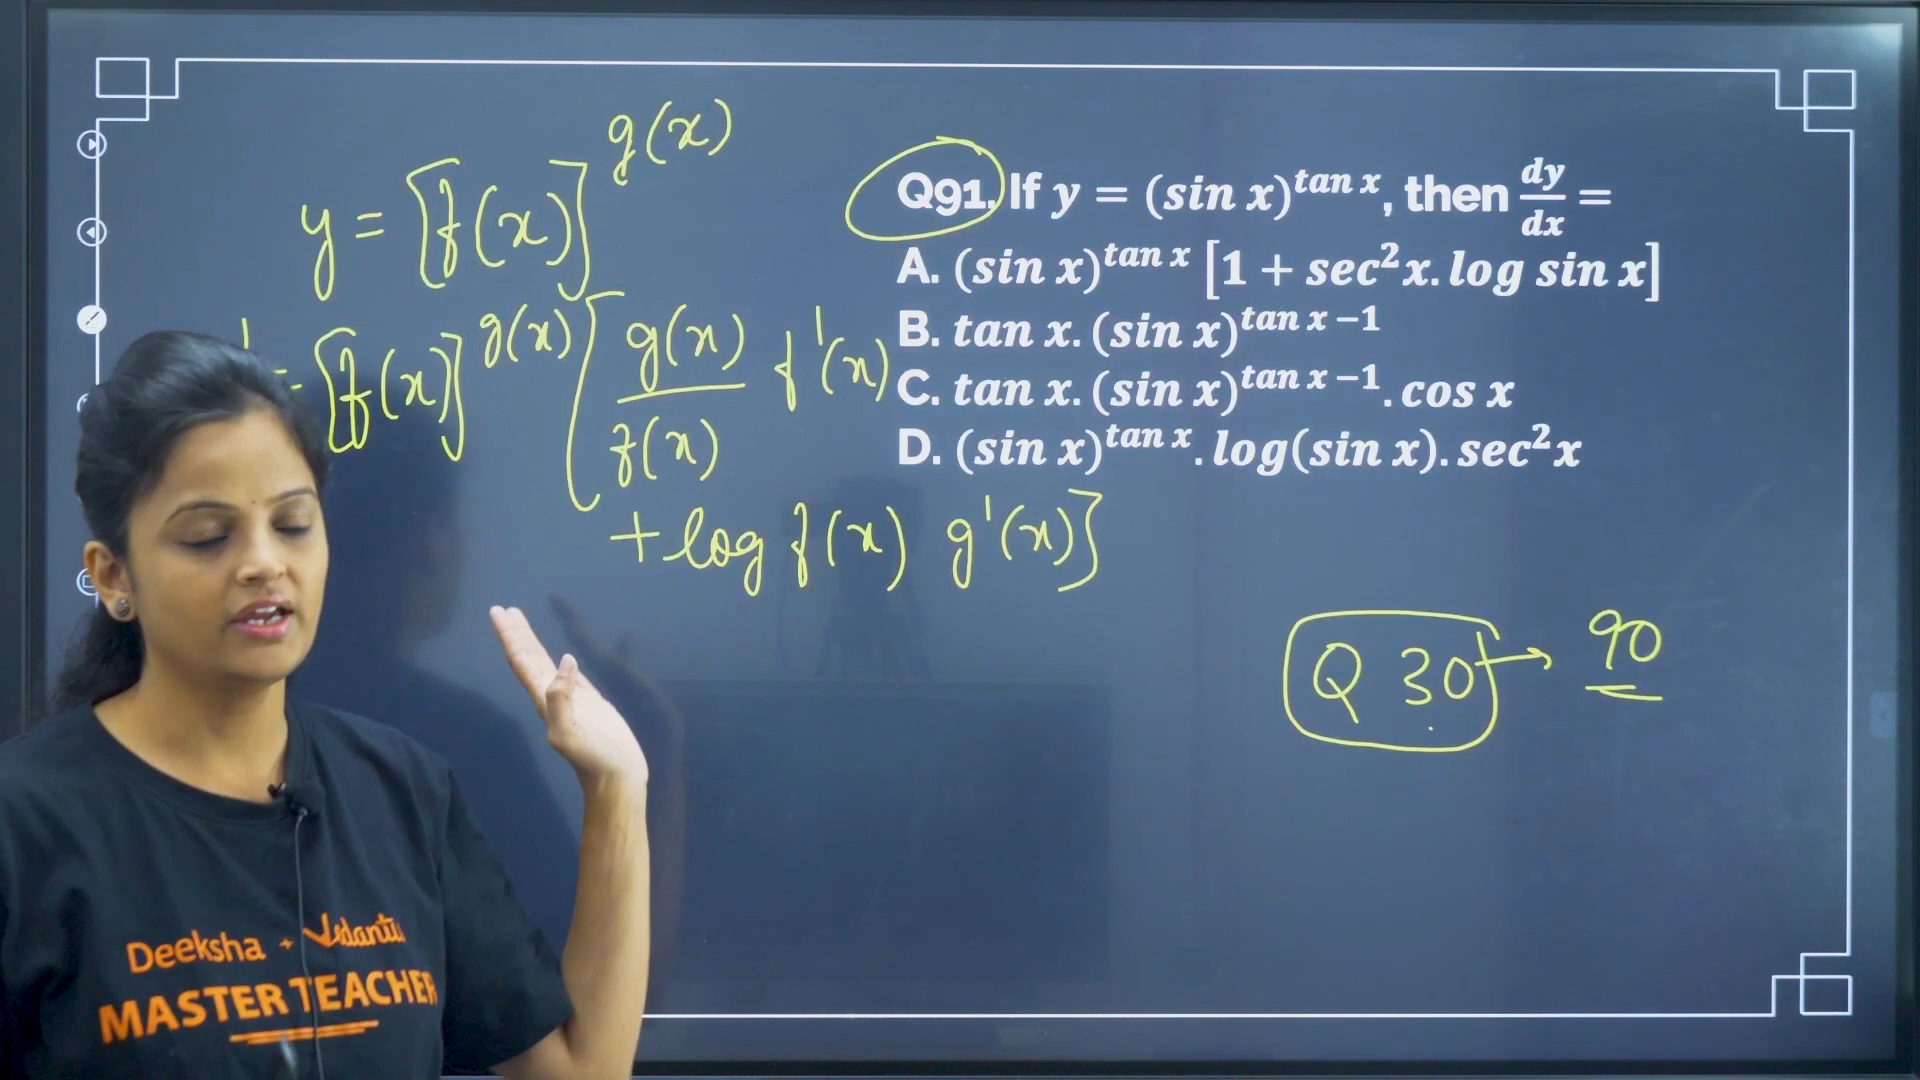 y = [f(x)]^g(x)
' = [f(x)]^g(x) [ g(x)/f(x) f'(x)
+ log f(x) g'(x) ]
Q91. If y = (sin x)^tan x, then dy/dx =
A. (sin x)^tan x [1 + sec²x. log sin x]
B. tan x. (sin x)^tan x −1
C. tan x. (sin x)^tan x −1. cos x
D. (sin x)^tan x. log(sin x). sec²x
Q 30 → 90
Deeksha + Vedantu
MASTER TEACHER